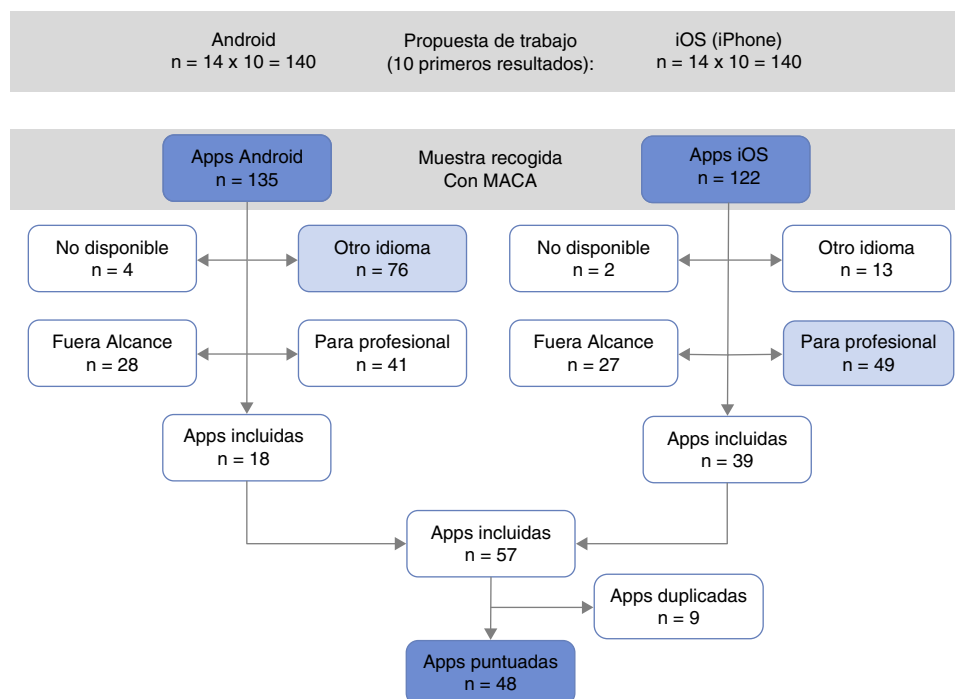 Android
n = 14 x 10 = 140
Propuesta de trabajo
(10 primeros resultados):
iOS (iPhone)
n = 14 x 10 = 140
Apps Android
n = 135
Muestra recogida
Con MACA
Apps iOS
n = 122
No disponible
n = 4
Otro idioma
n = 76
No disponible
n = 2
Otro idioma
n = 13
Fuera Alcance
n = 28
Para profesional
n = 41
Fuera Alcance
n = 27
Para profesional
n = 49
Apps incluidas
n = 18
Apps incluidas
n = 39
Apps incluidas
n = 57
Apps duplicadas
n = 9
Apps puntuadas
n = 48